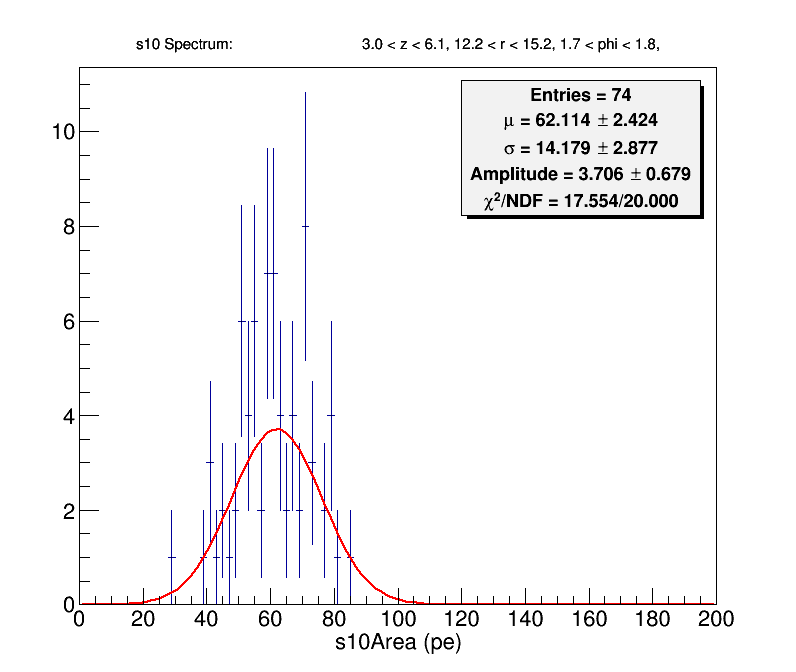 s10 Spectrum: 3.0 < z < 6.1, 12.2 < r < 15.2, 1.7 < phi < 1.8,
Entries = 74
μ = 62.114 ± 2.424
σ = 14.179 ± 2.877
Amplitude = 3.706 ± 0.679
χ²/NDF = 17.554/20.000
10
8
6
4
2
0
0 20 40 60 80 100 120 140 160 180 200
s10Area (pe)